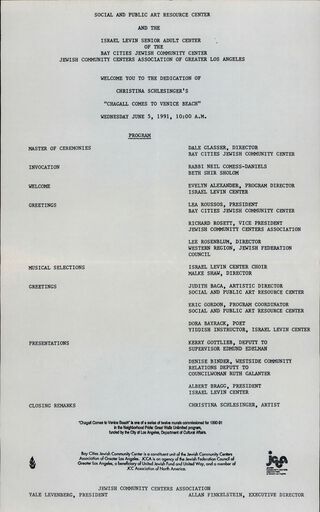 SOCIAL AND PUBLIC ART RESOURCE CENTER
AND THE
ISRAEL LEVIN SENIOR ADULT CENTER
OF THE
BAY CITIES JEWISH COMMUNITY CENTER
JEWISH COMMUNITY CENTERS ASSOCIATION OF GREATER LOS ANGELES
WELCOME YOU TO THE DEDICATION OF
CHRISTINA SCHLESINGER'S
"CHAGALL COMES TO VENICE BEACH"
WEDNESDAY JUNE 5, 1991, 10:00 A.M.
PROGRAM
MASTER OF CEREMONIES DALE GLASSER, DIRECTOR
BAY CITIES JEWISH COMMUNITY CENTER
INVOCATION RABBI NEIL COMESS-DANIELS
BETH SHIR SHOLOM
WELCOME EVELYN ALEXANDER, PROGRAM DIRECTOR
ISRAEL LEVIN CENTER
GREETINGS LEA ROUSSOS, PRESIDENT
BAY CITIES JEWISH COMMUNITY CENTER
RICHARD ROSETT, VICE PRESIDENT
JEWISH COMMUNITY CENTERS ASSOCIATION
LEE ROSENBLUM, DIRECTOR
WESTERN REGION, JEWISH FEDERATION
COUNCIL
MUSICAL SELECTIONS ISRAEL LEVIN CENTER CHOIR
MALKE SHAW, DIRECTOR
GREETINGS JUDITH BACA, ARTISTIC DIRECTOR
SOCIAL AND PUBLIC ART RESOURCE CENTER
ERIC GORDON, PROGRAM COORDINATOR
SOCIAL AND PUBLIC ART RESOURCE CENTER
DORA BAYRACK, POET
YIDDISH INSTRUCTOR, ISRAEL LEVIN CENTER
PRESENTATIONS KERRY GOTTLIEB, DEPUTY TO
SUPERVISOR EDMUND EDELMAN
DENISE BINDER, WESTSIDE COMMUNITY
RELATIONS DEPUTY TO
COUNCILWOMAN RUTH GALANTER
ALBERT BRAGG, PRESIDENT
ISRAEL LEVIN CENTER
CLOSING REMARKS CHRISTINA SCHLESINGER, ARTIST
"Chagall Comes to Venice Beach" is one of a series of twelve murals commissioned for 1990-91
in the Neighborhood Pride: Great Walls Unlimited program,
funded by the City of Los Angeles, Department of Cultural Affairs.
Bay Cities Jewish Community Center is a constituent unit of the Jewish Community Centers
Association of Greater Los Angeles. JCCA is an agency of the Jewish Federation Council of
Greater Los Angeles, a beneficiary of United Jewish Fund and United Way, and a member of
JCC Association of North America.
jcca
JEWISH COMMUNITY CENTERS ASSOCIATION
YALE LEVENBERG, PRESIDENT ALLAN FINKELSTEIN, EXECUTIVE DIRECTOR